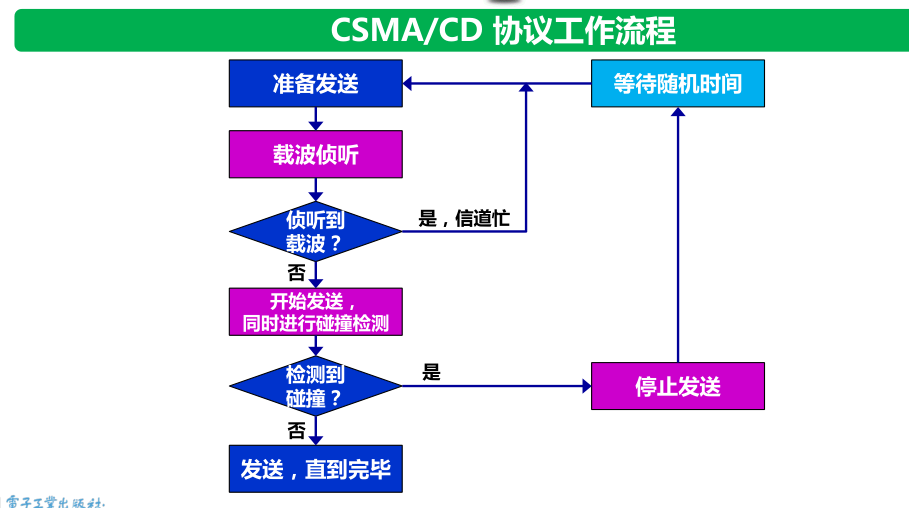 CSMA/CD 协议工作流程
准备发送
等待随机时间
载波侦听
侦听到
载波？
是，信道忙
否
开始发送，
同时进行碰撞检测
检测到
碰撞？
是
停止发送
否
发送，直到完毕
電子工業出版社·